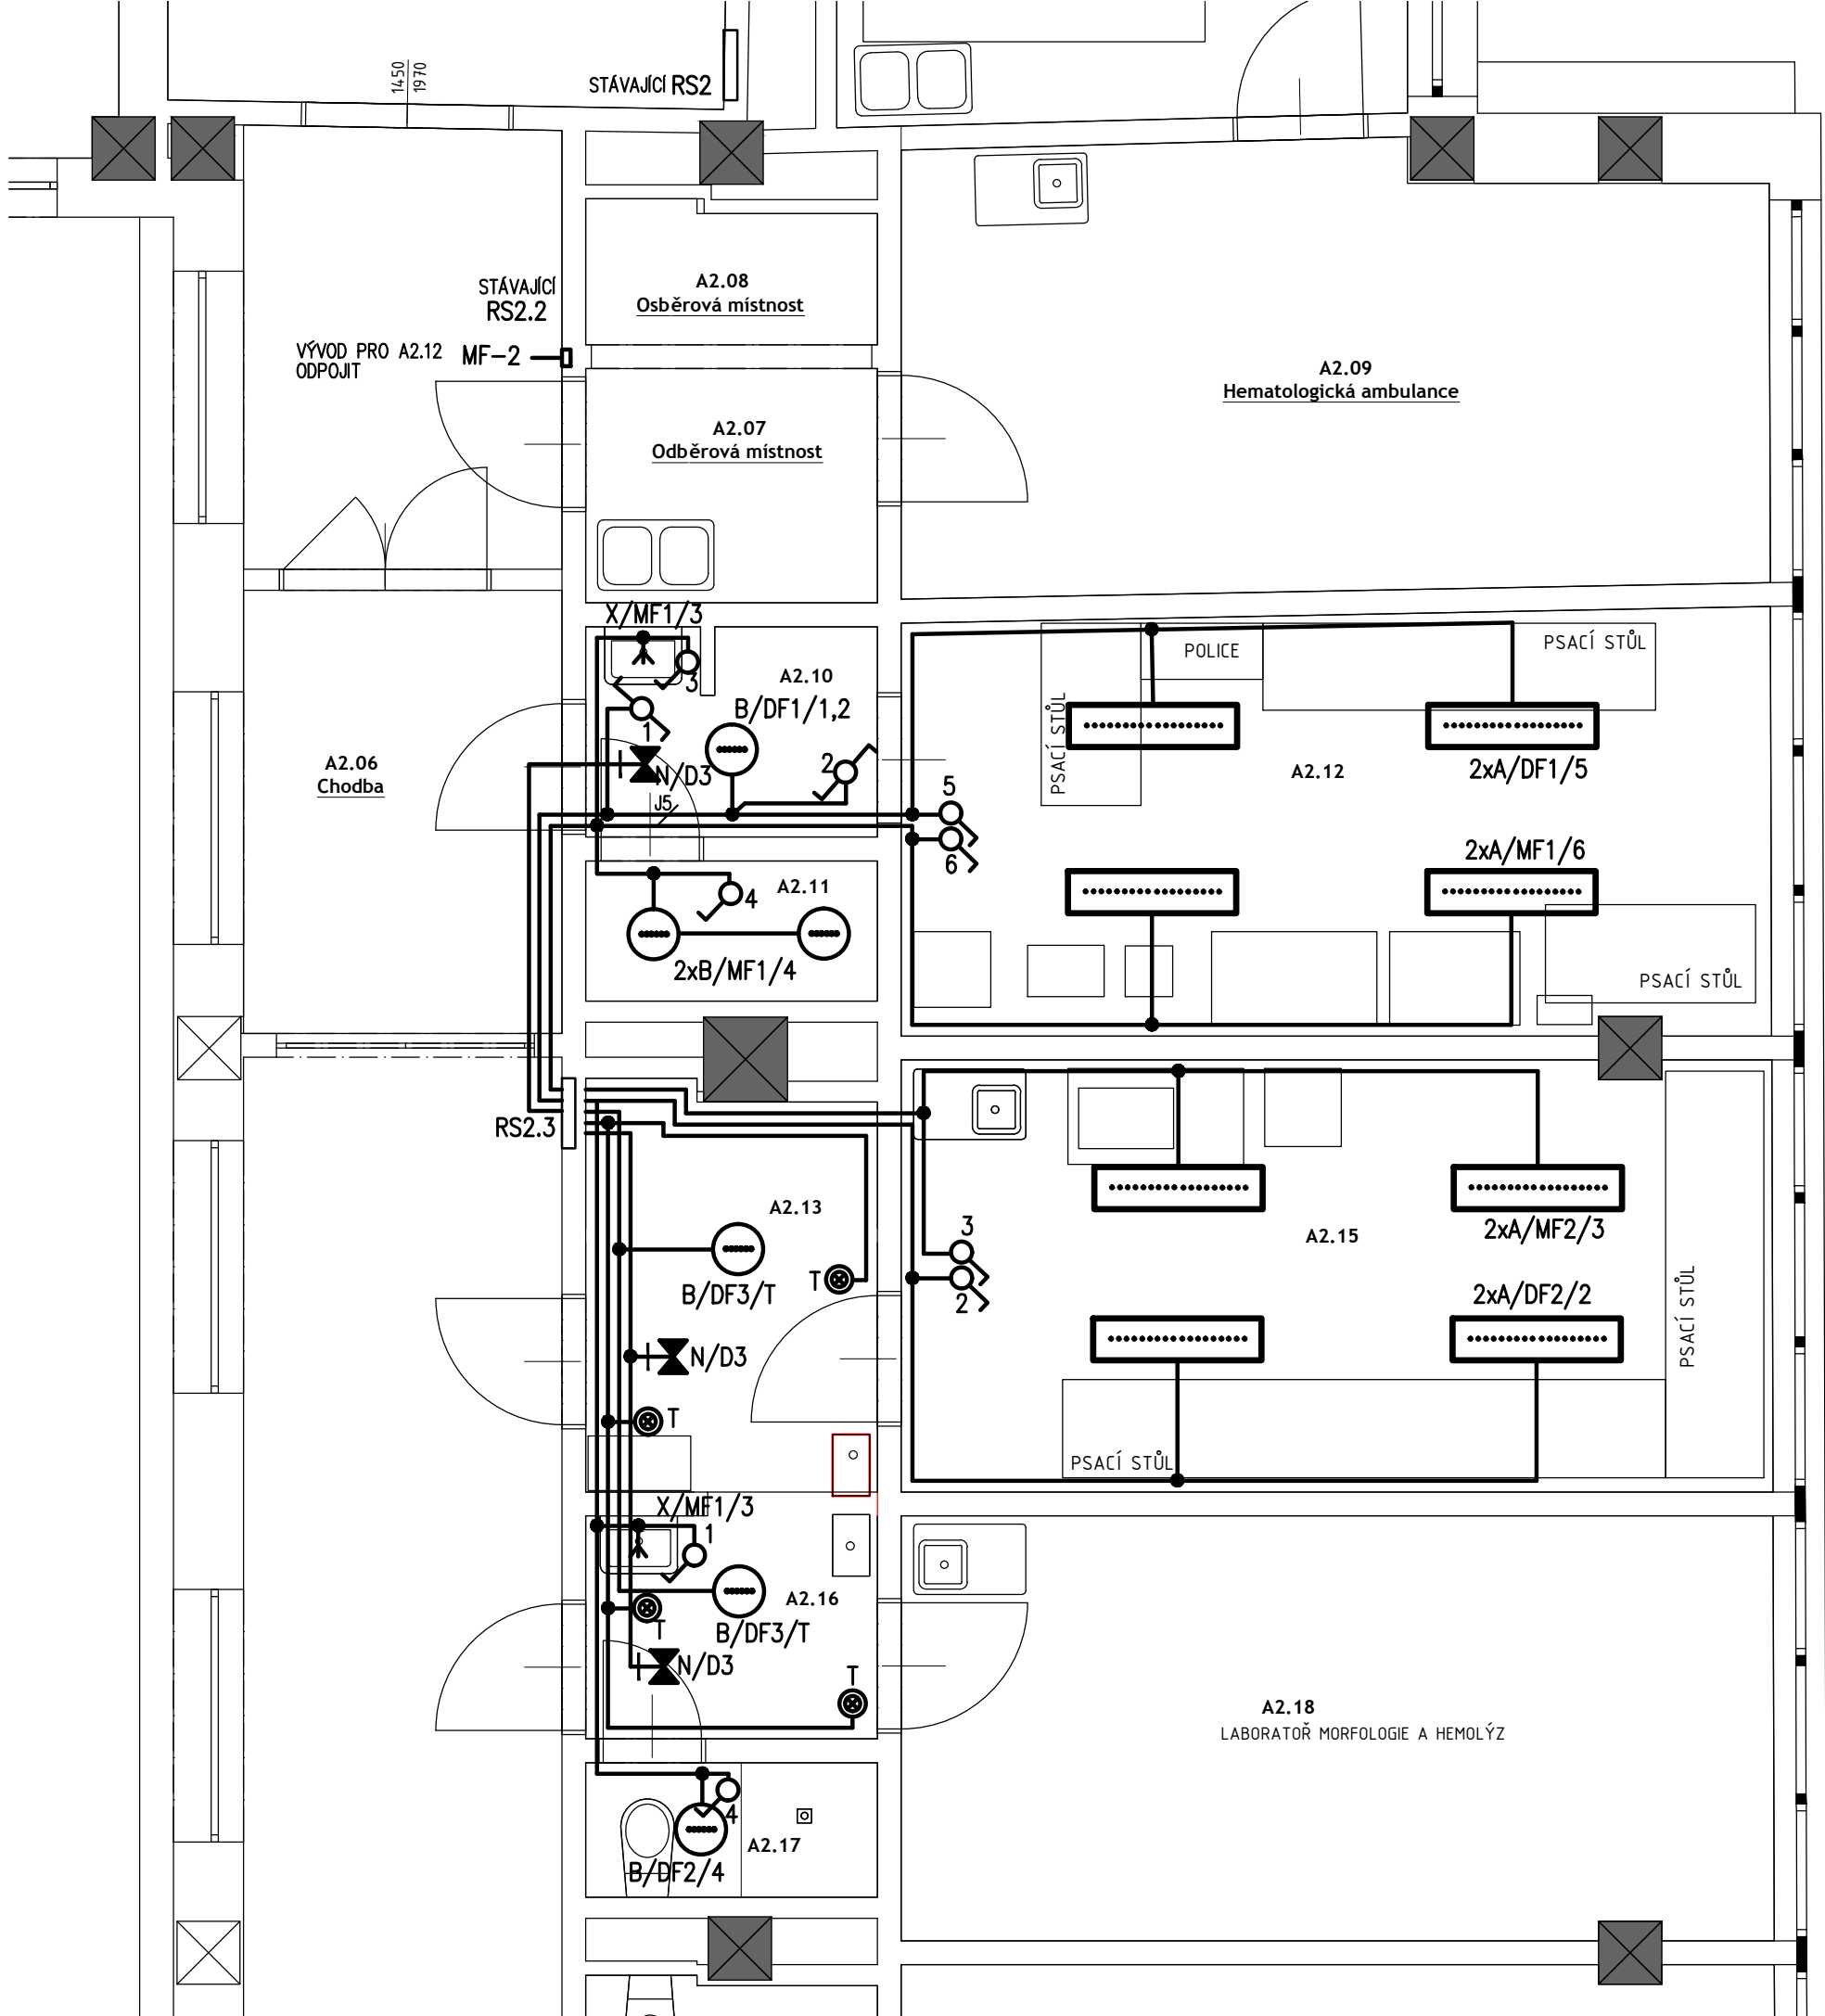 1450
1970
STÁVAJÍCÍ RS2
A2.08
Osběrová místnost
STÁVAJÍCÍ
RS2.2
VÝVOD PRO A2.12
ODPOJIT
MF-2
A2.09
Hematologická ambulance
A2.07
Odběrová místnost
X/MF1/3
3
A2.10
B/DF1/1,2
1
2
N/D3
J5
A2.06
Chodba
POLICE
PSACÍ STŮL
PSACÍ STŮL
A2.12
2xA/DF1/5
5
6
2xA/MF1/6
A2.11
4
2xB/MF1/4
PSACÍ STŮL
RS2.3
A2.13
B/DF3/T
T
3
2
A2.15
2xA/MF2/3
2xA/DF2/2
PSACÍ STŮL
N/D3
T
PSACÍ STŮL
X/MF1/3
1
A2.16
T
B/DF3/T
N/D3
T
A2.18
LABORATOŘ MORFOLOGIE A HEMOLÝZ
4
A2.17
B/DF2/4